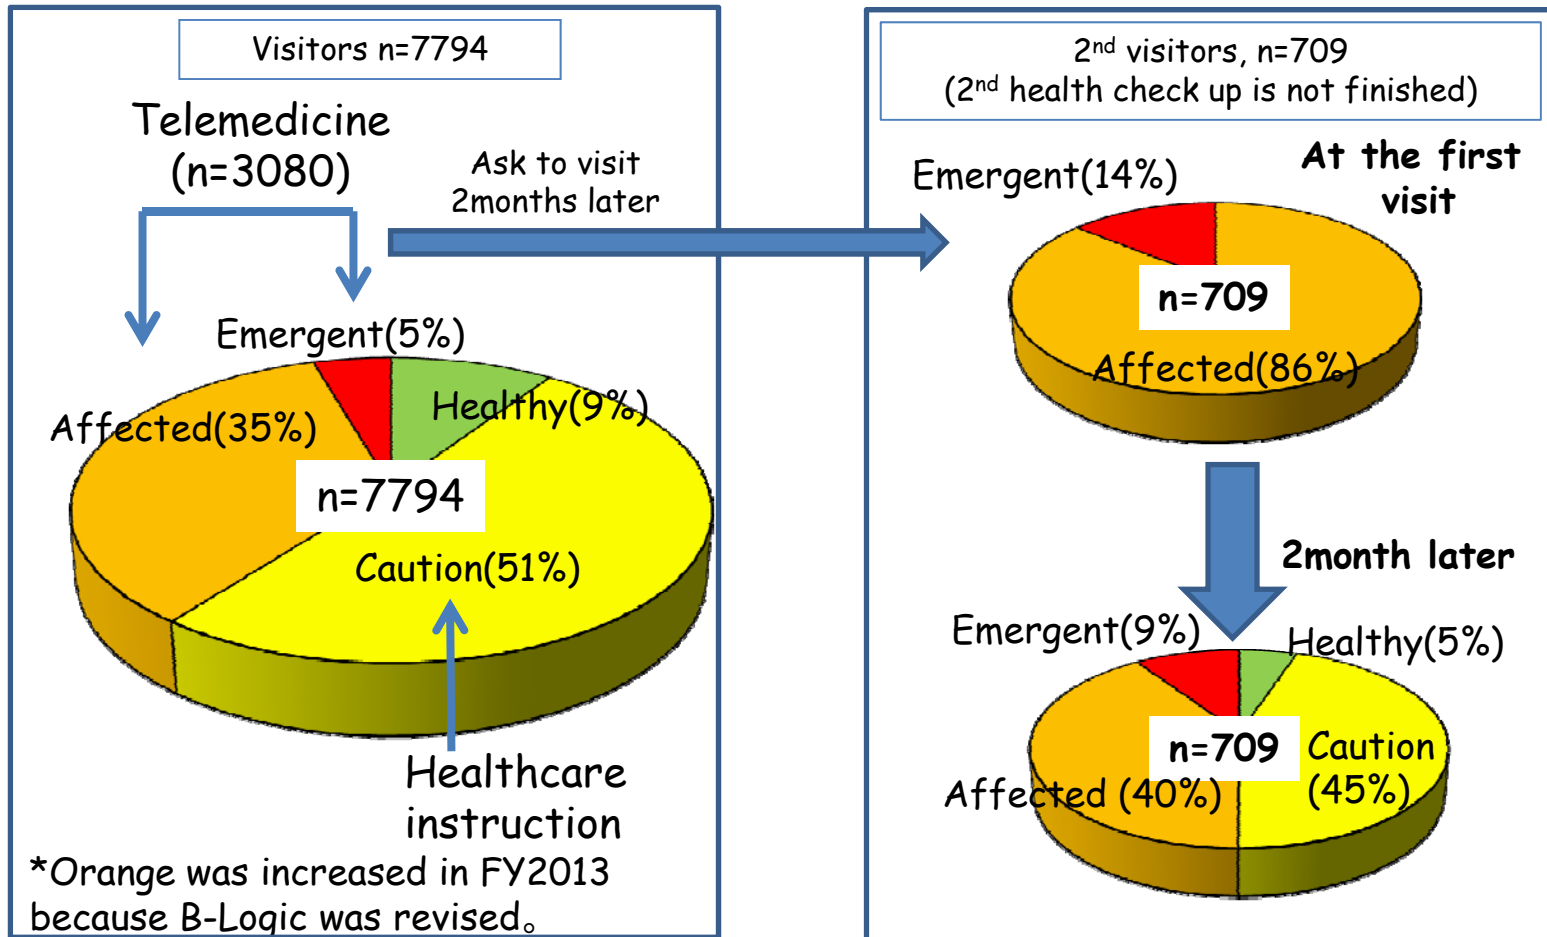 Visitors n=7794
Telemedicine
(n=3080)
Ask to visit
2months later
Emergent(5%)
Healthy(9%)
Affected(35%)
n=7794
Caution(51%)
Healthcare
instruction
*Orange was increased in FY2013
because B-Logic was revised。
2nd visitors, n=709
(2nd health check up is not finished)
At the first
visit
Emergent(14%)
n=709
Affected(86%)
2month later
Emergent(9%)
Healthy(5%)
n=709
Caution
(45%)
Affected (40%)